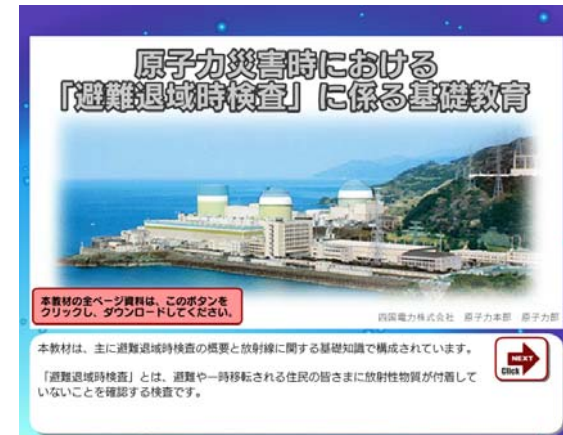 原子力災害時における
「避難退域時検査」に係る基礎教育
本教材の全ページ資料は、このボタンを
クリックし、ダウンロードしてください。
四国電力株式会社 原子力本部 原子力部
本教材は、主に避難退域時検査の概要と放射線に関する基礎知識で構成されています。
「避難退域時検査」とは、避難や一時移転される住民の皆さまに放射性物質が付着して
いないことを確認する検査です。
NEXT
Click